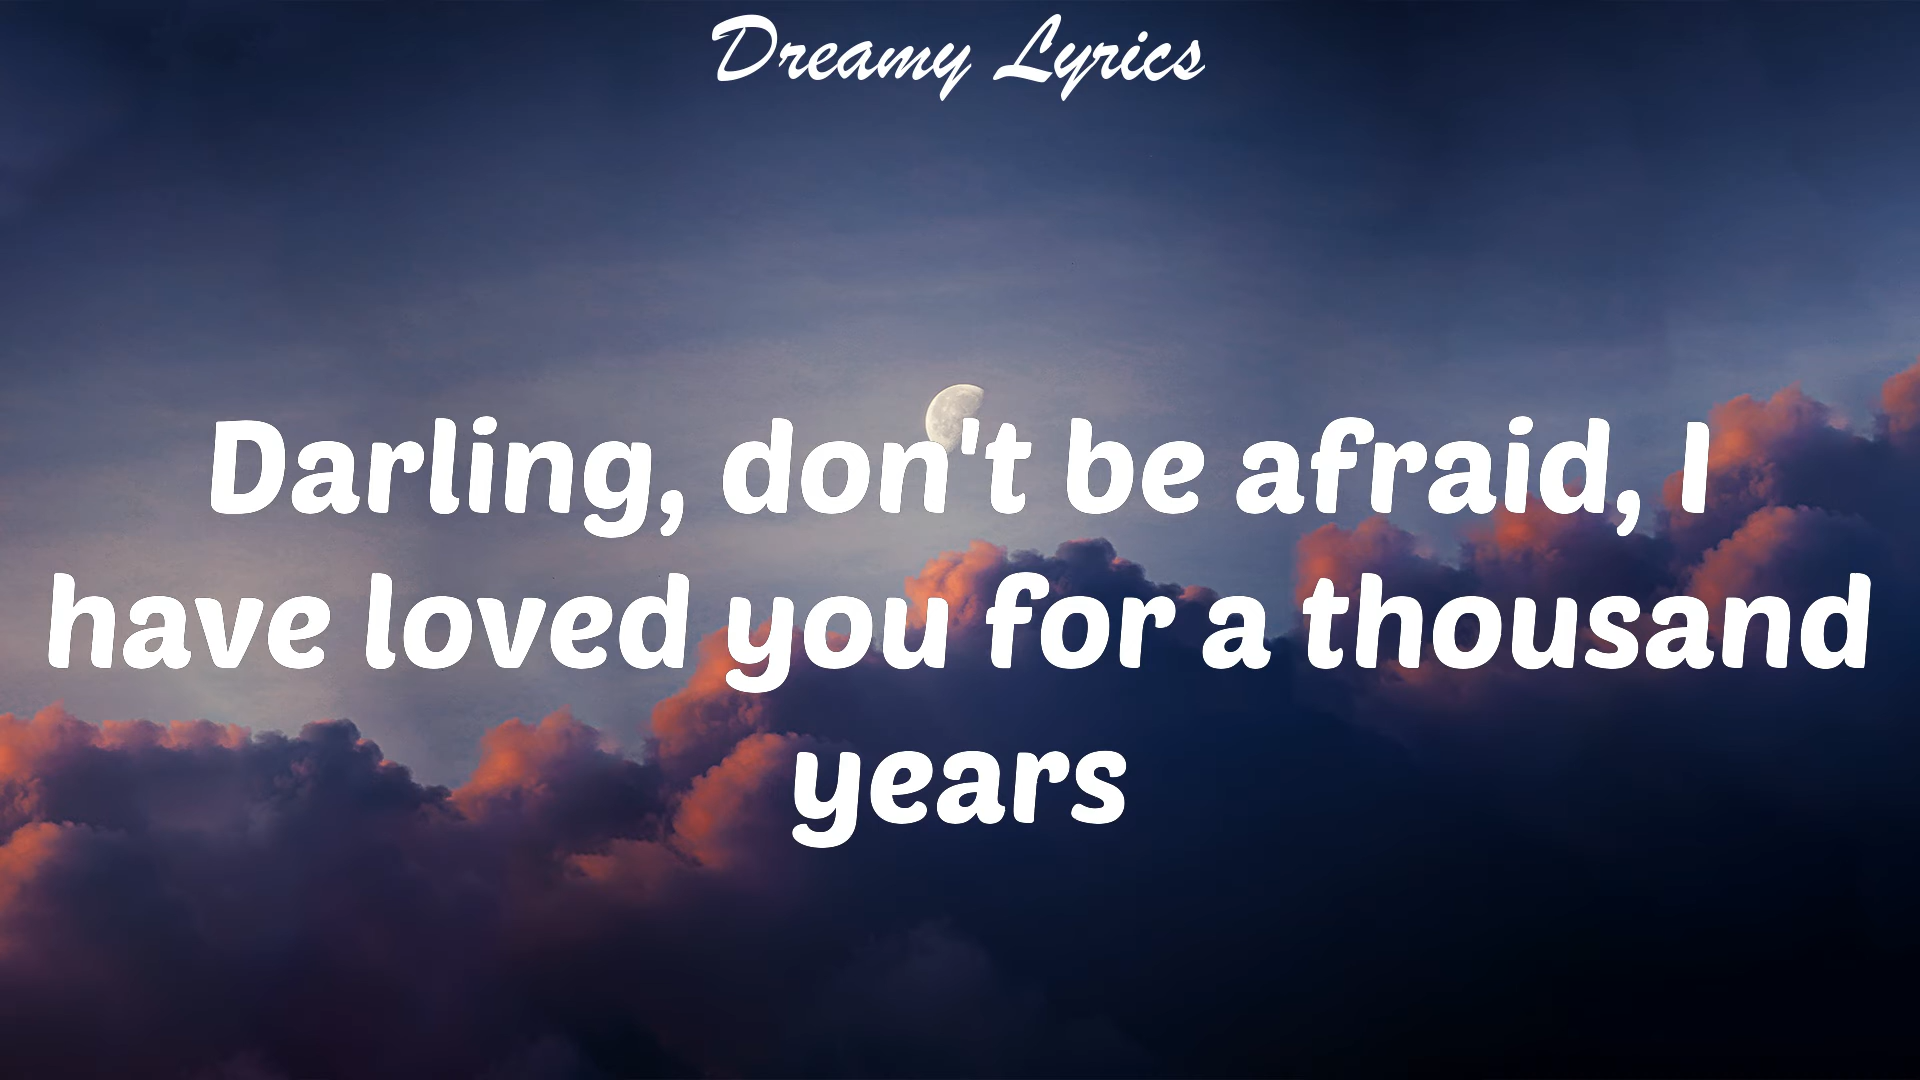 Dreamy Lyrics
Darling, don't be afraid, I
have loved you for a thousand
years